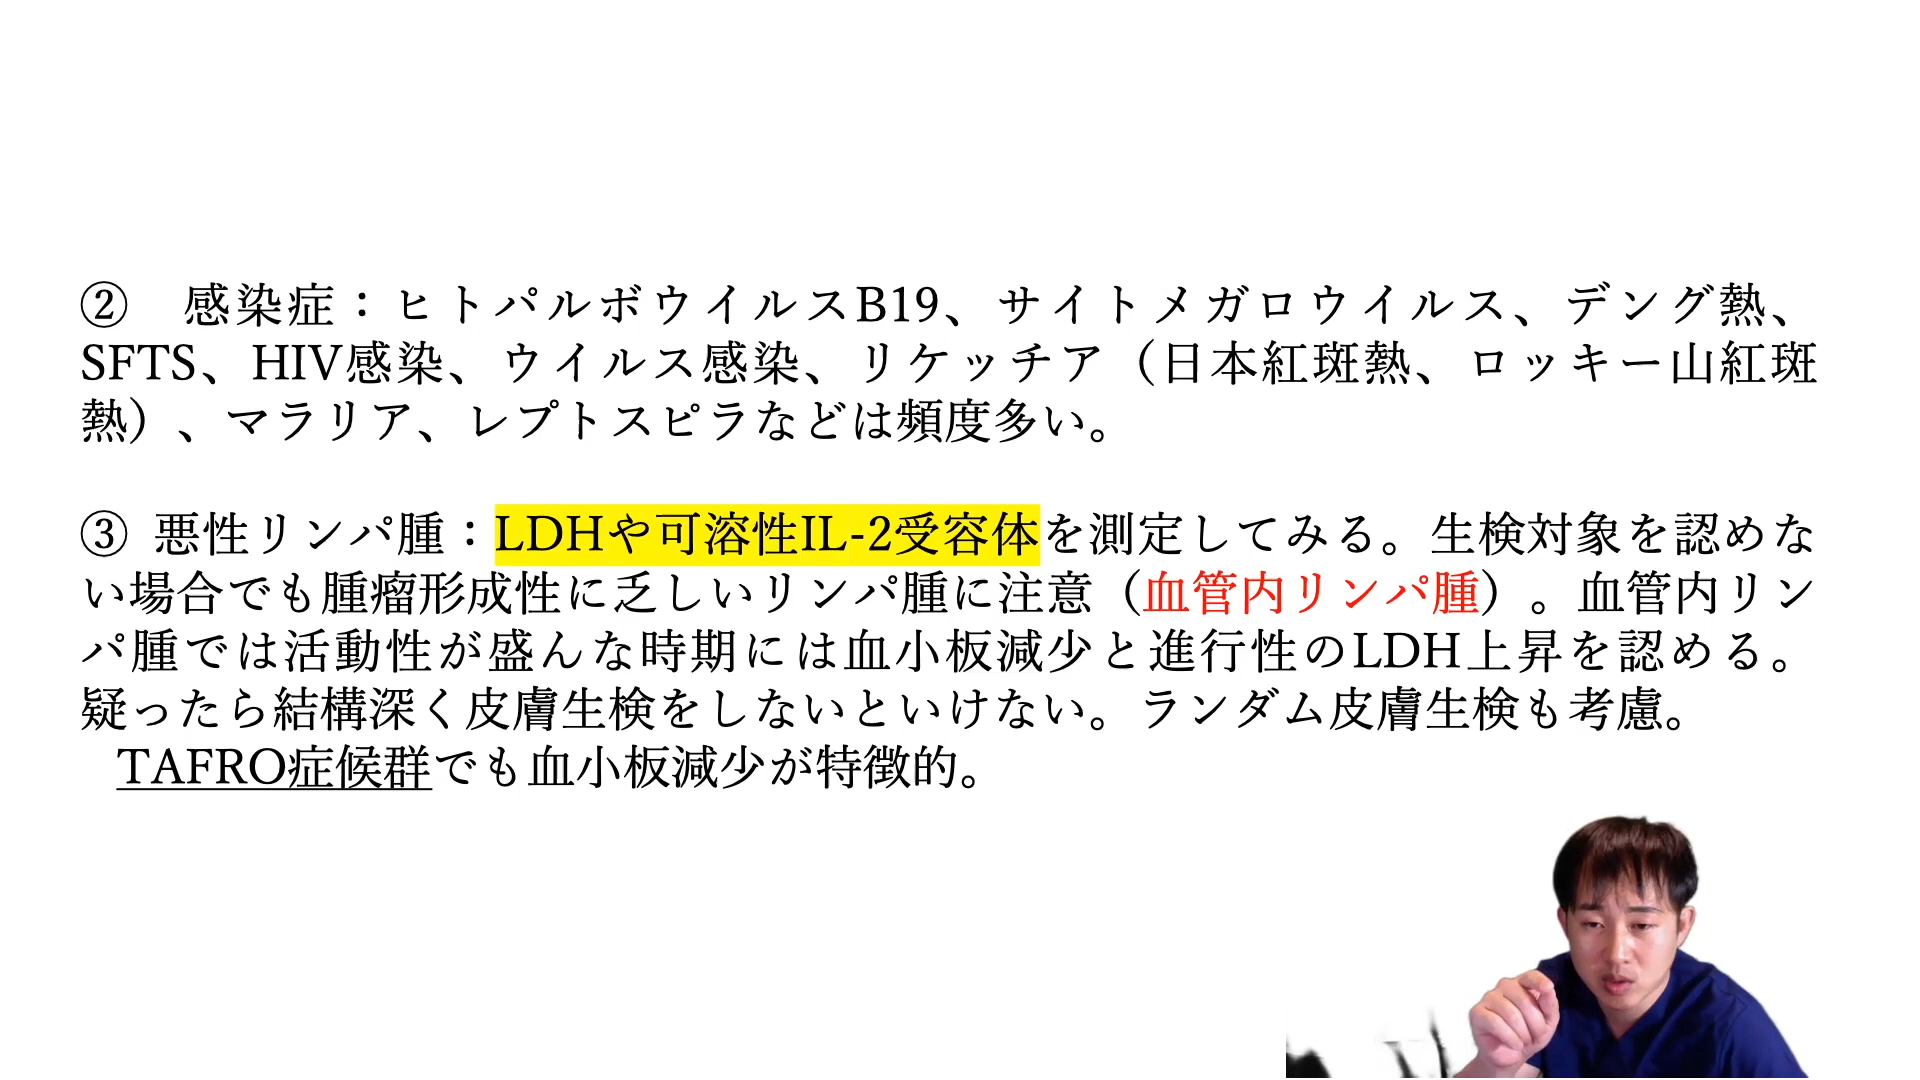 ② 感染症：ヒトパルボウイルスB19、サイトメガロウイルス、デング熱、
SFTS、HIV感染、ウイルス感染、リケッチア（日本紅斑熱、ロッキー山紅斑
熱）、マラリア、レプトスピラなどは頻度多い。
③ 悪性リンパ腫：LDHや可溶性IL-2受容体を測定してみる。生検対象を認めな
い場合でも腫瘤形成性に乏しいリンパ腫に注意（血管内リンパ腫）。血管内リン
パ腫では活動性が盛んな時期には血小板減少と進行性のLDH上昇を認める。
疑ったら結構深く皮膚生検をしないといけない。ランダム皮膚生検も考慮。
TAFRO症候群でも血小板減少が特徴的。